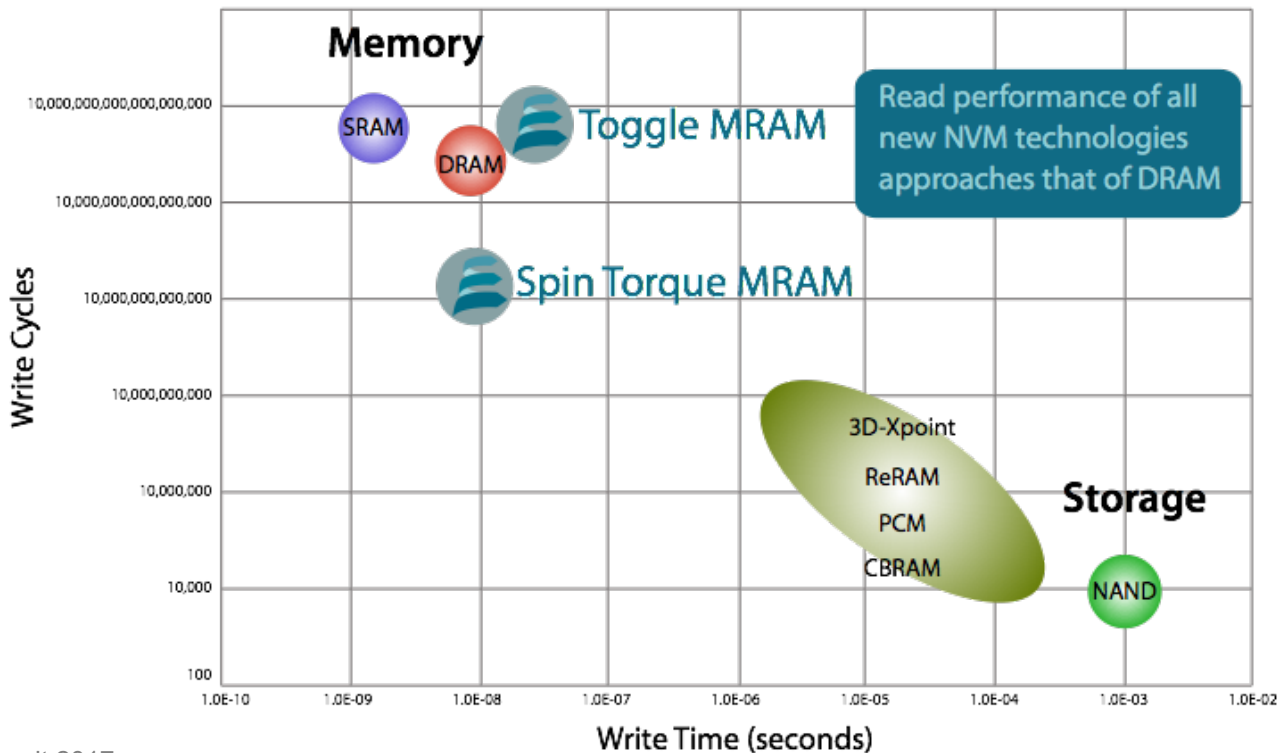 Memory
Read performance of all
new NVM technologies
approaches that of DRAM
10,000,000,000,000,000
SRAM
Toggle MRAM
DRAM
10,000,000,000,000
Spin Torque MRAM
10,000,000,000
Write Cycles
10,000,000,000
3D-Xpoint
ReRAM
10,000,000
Storage
PCM
CBRAM
10,000
NAND
100
1.0E-10
1.0E-09
1.0E-08
1.0E-07
1.0E-06
1.0E-05
1.0E-04
1.0E-03
1.0E-02
Write Time (seconds)